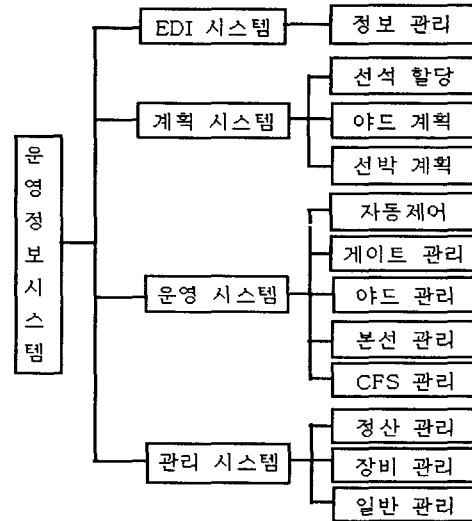 운영정보시스템
EDI 시스템
정보 관리
계획 시스템
선석 할당
야드 계획
선박 계획
운영 시스템
자동제어
게이트 관리
야드 관리
본선 관리
CFS 관리
관리 시스템
정산 관리
장비 관리
일반 관리